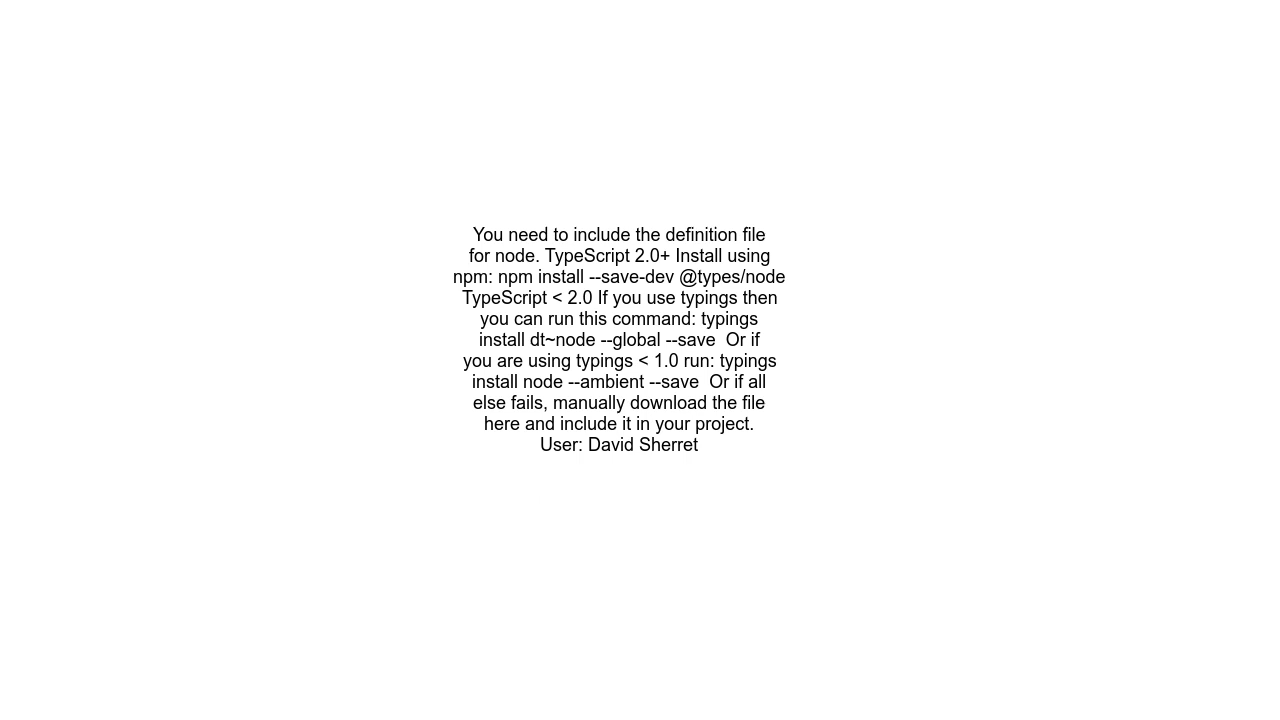 You need to include the definition file
for node. TypeScript 2.0+ Install using
npm: npm install --save-dev @types/node
TypeScript < 2.0 If you use typings then
you can run this command: typings
install dt~node --global --save  Or if
you are using typings < 1.0 run: typings
install node --ambient --save  Or if all
else fails, manually download the file
here and include it in your project.
User: David Sherret